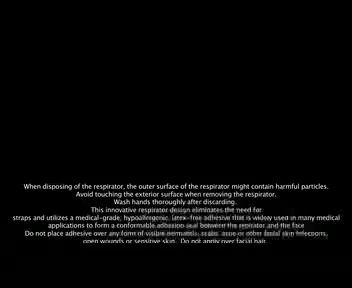 When disposing of the respirator, the outer surface of the respirator might contain harmful particles.
Avoid touching the exterior surface when removing the respirator.
Wash hands thoroughly after discarding.
This innovative respirator design eliminates the need for
straps and utilizes a medical-grade, hypoallergenic, latex-free adhesive that is widely used in many medical
applications to form a conformable adhesion seal between the and the face
Do not place adhesive over any form of visible acne or other facial skin infections,
open wounds or sensitive skin. Do not apply over facial hair.